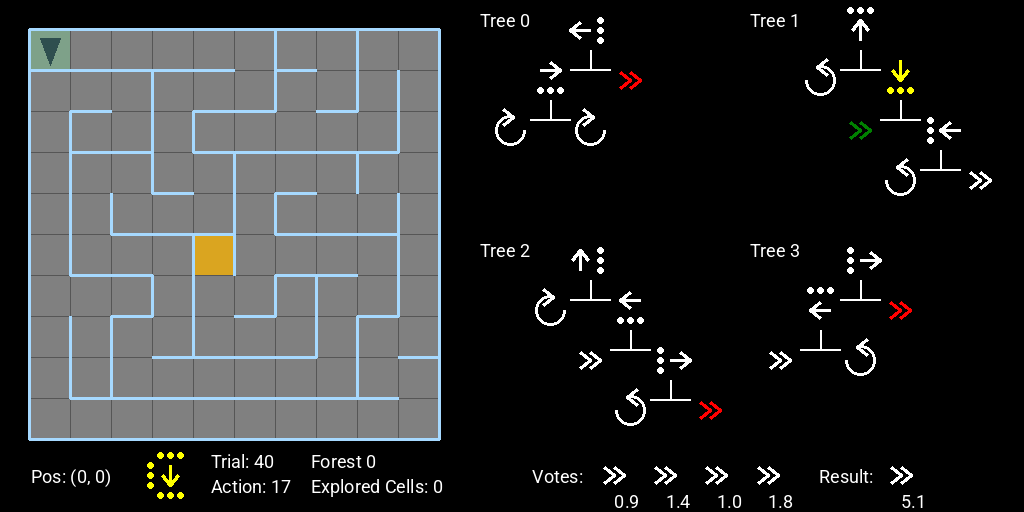 Tree 0
Tree 1
Tree 2
Tree 3
Pos: (0, 0)
Trial: 40
Forest 0
Action: 17
Explored Cells: 0
Votes:
0.9
1.4
1.0
1.8
Result:
5.1